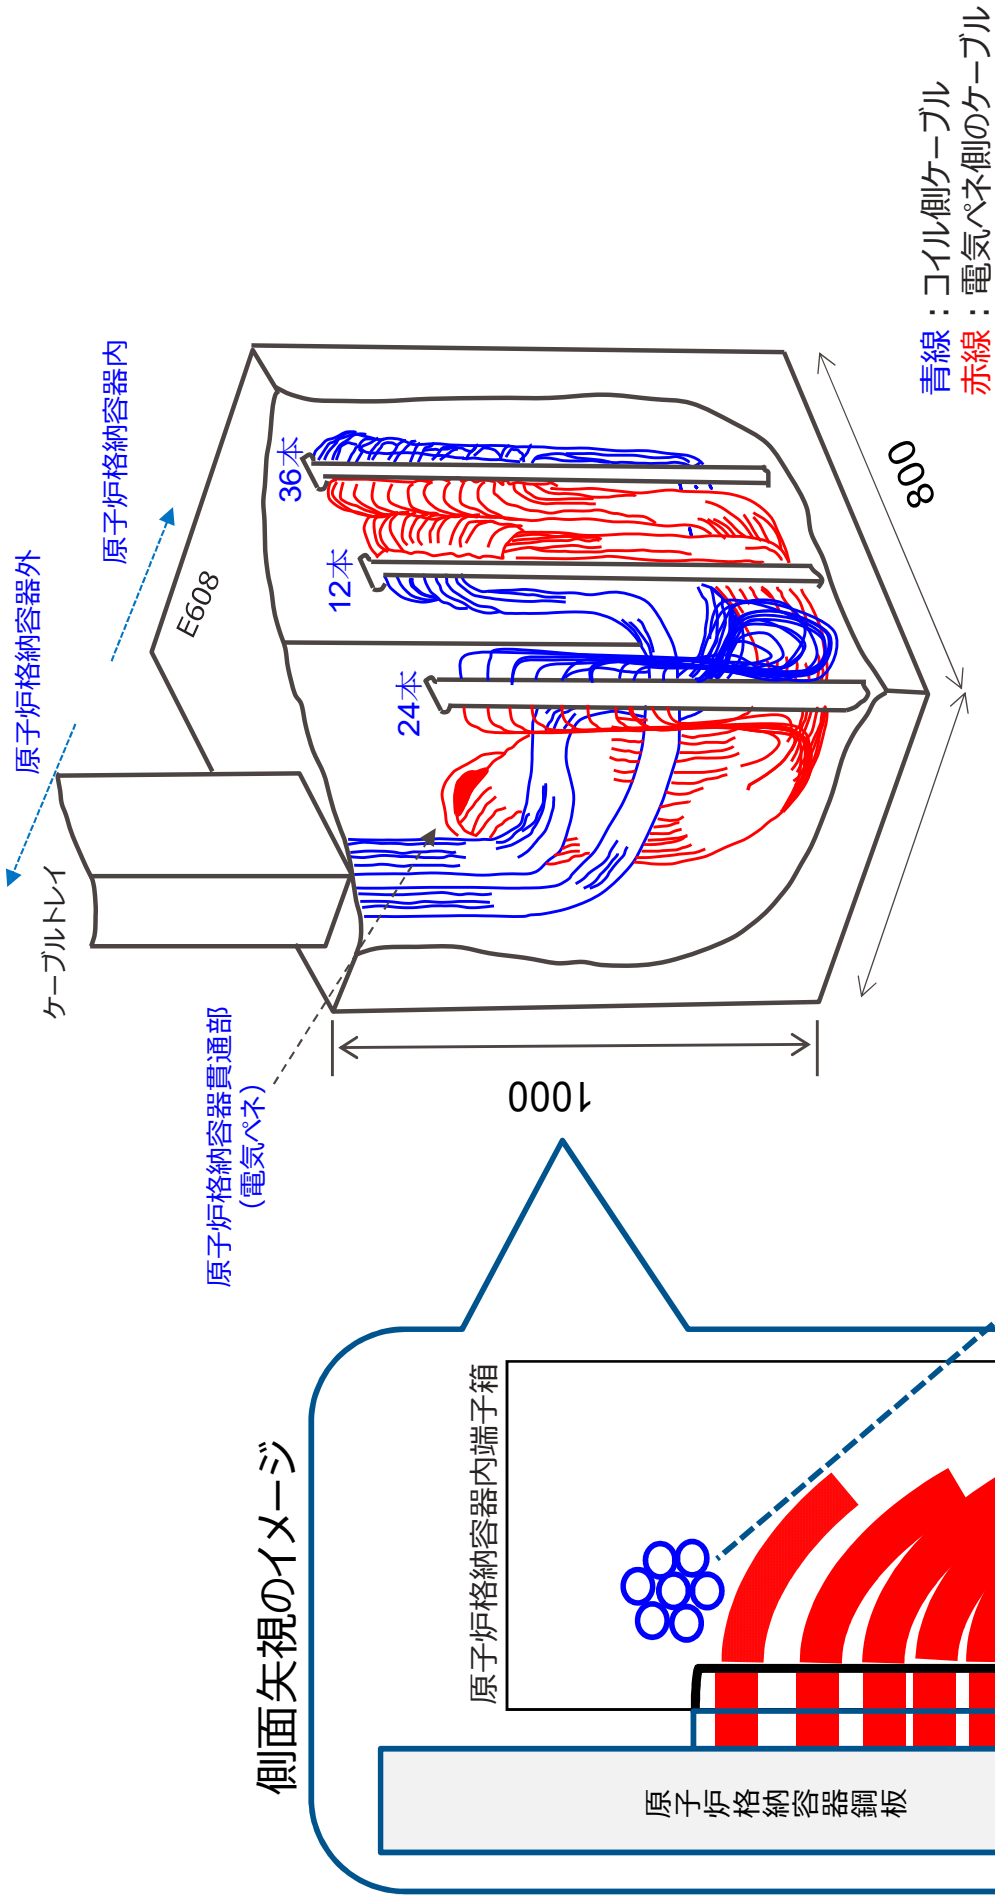 原子炉格納容器外
原子炉格納容器内
ケーブルトレイ
E608
36本
12本
24本
原子炉格納容器貫通部
（電気ペネ）
1000
800
青線：コイル側ケーブル
赤線：電気ペネ側のケーブル
側面矢視のイメージ
原子炉格納容器内端子箱
原子炉格納容器鋼板